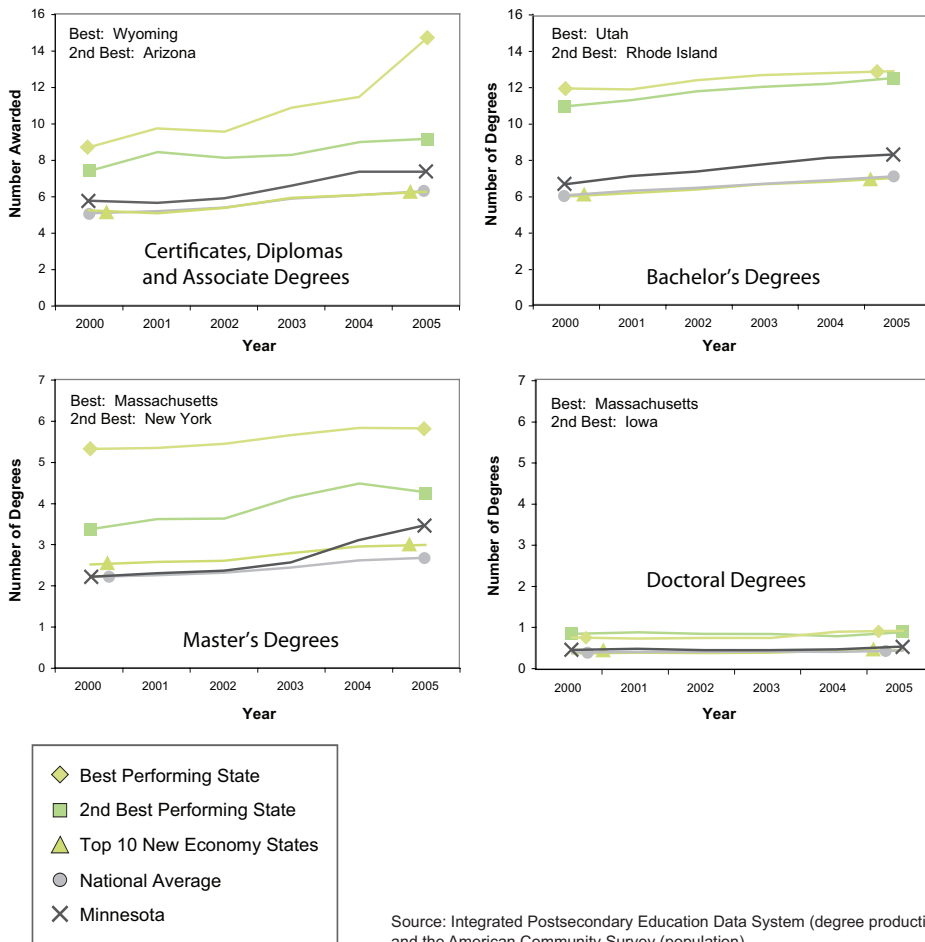 Best: Wyoming
2nd Best: Arizona
Number Awarded
16
14
12
10
8
6
4
2
0
Certificates, Diplomas
and Associate Degrees
2000 2001 2002 2003 2004 2005
Year
Best: Utah
2nd Best: Rhode Island
Number of Degrees
16
14
12
10
8
6
4
2
0
Bachelor's Degrees
2000 2001 2002 2003 2004 2005
Year
Best: Massachusetts
2nd Best: New York
Number of Degrees
7
6
5
4
3
2
1
0
Master's Degrees
2000 2001 2002 2003 2004 2005
Year
Best: Massachusetts
2nd Best: Iowa
Number of Degrees
7
6
5
4
3
2
1
0
Doctoral Degrees
2000 2001 2002 2003 2004 2005
Year
Best Performing State
2nd Best Performing State
Top 10 New Economy States
National Average
Minnesota
Source: Integrated Postsecondary Education Data System (degree producti
and the American Community Survey (population)